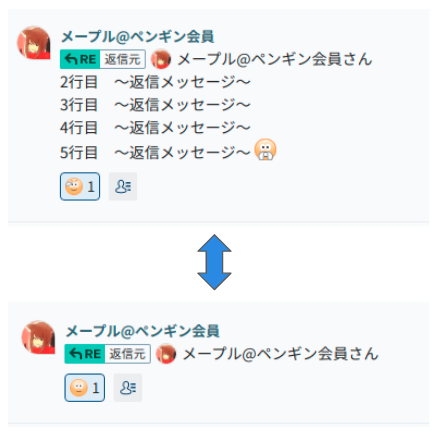 メープル@ペンギン会員
RE 返信元 メープル@ペンギン会員さん
2行目 ～返信メッセージ～
3行目 ～返信メッセージ～
4行目 ～返信メッセージ～
5行目 ～返信メッセージ～
1
メープル@ペンギン会員
RE 返信元 メープル@ペンギン会員さん
1